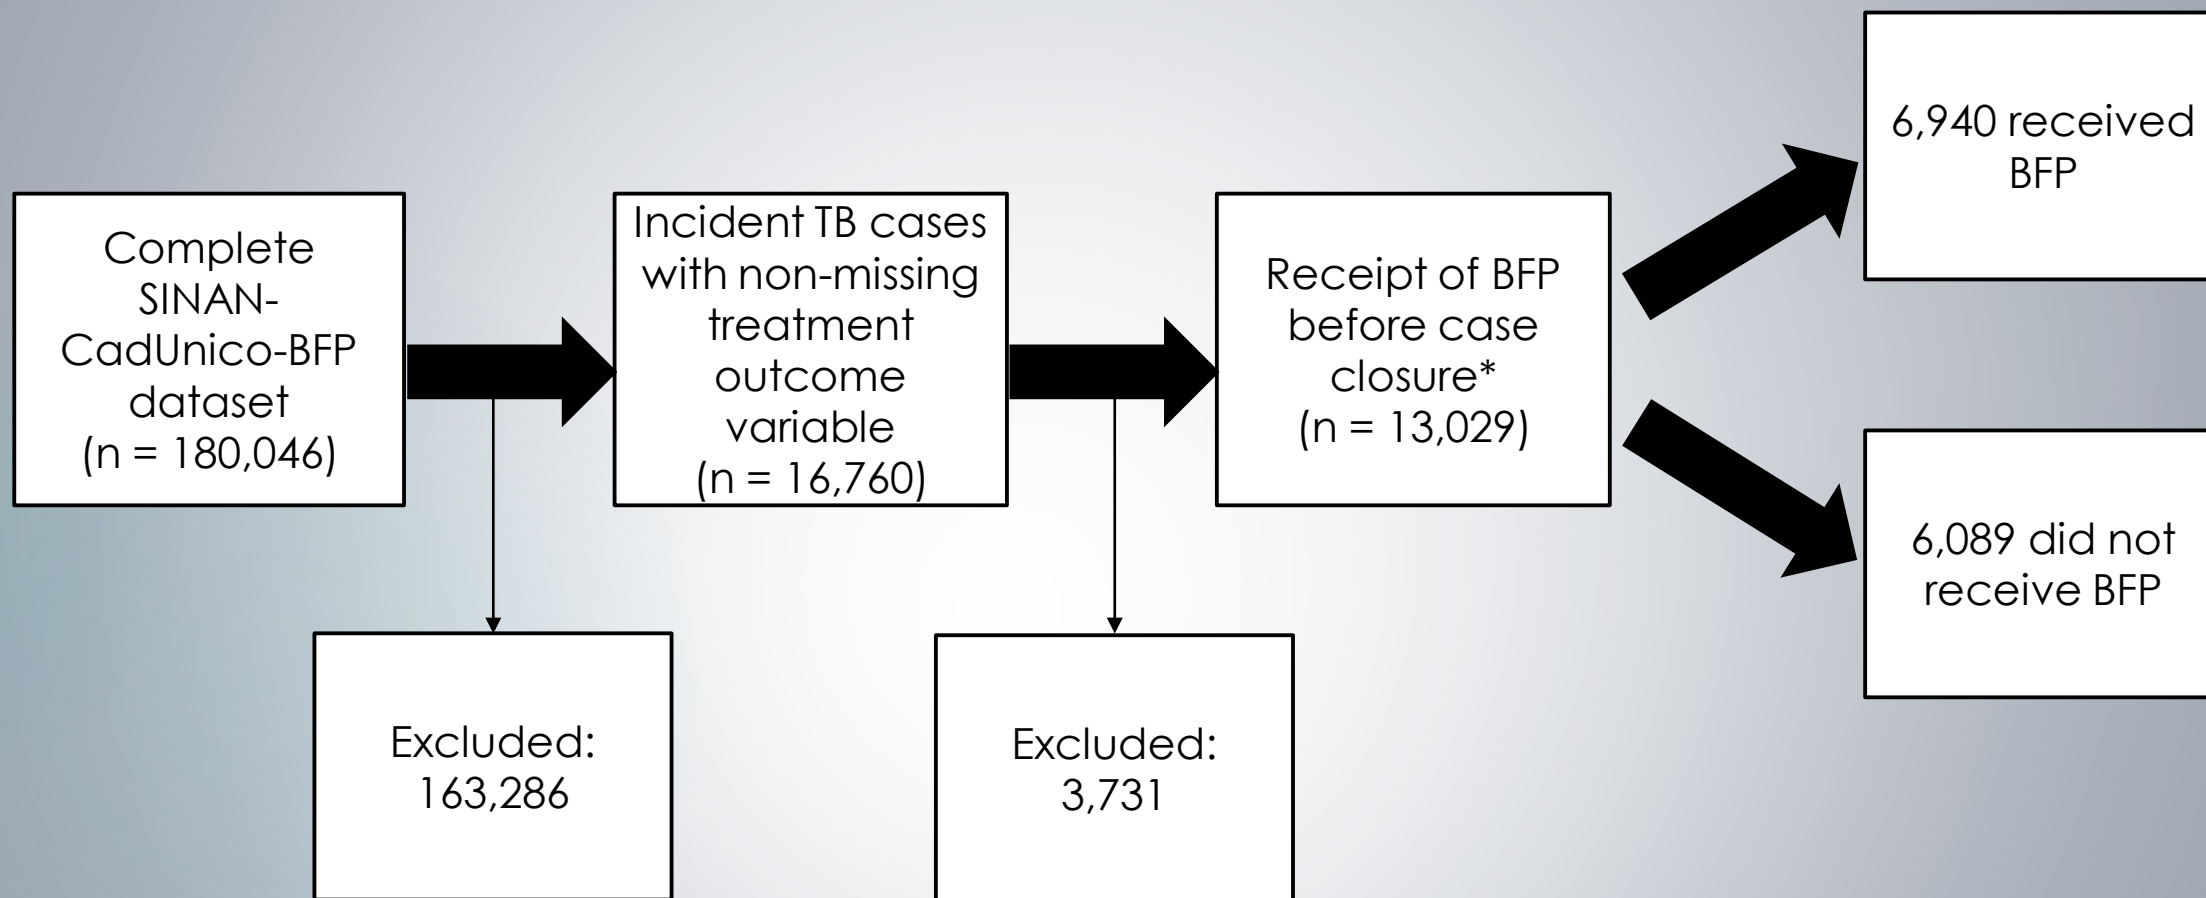 Complete
SINAN-
CadUnico-BFP
dataset
(n = 180,046)
Incident TB cases
with non-missing
treatment
outcome
variable
(n = 16,760)
Receipt of BFP
before case
closure*
(n = 13,029)
6,940 received
BFP
6,089 did not
receive BFP
Excluded:
163,286
Excluded:
3,731